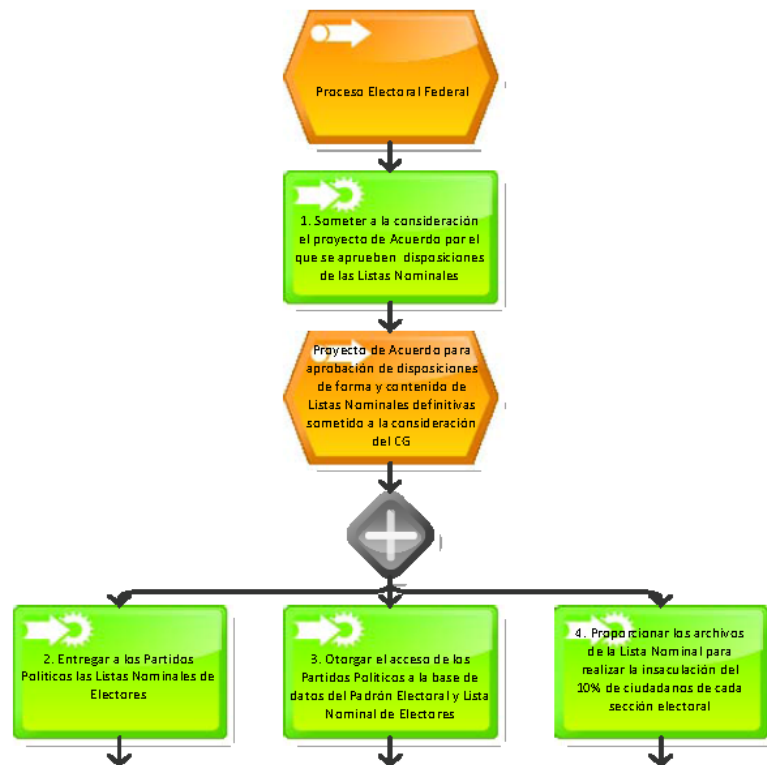 Proceso Electoral Federal
1. Someter a la consideración
el proyecto de Acuerdo por el
que se aprueben disposiciones
de las Listas Nominales
Proyecto de Acuerdo para
aprobación de disposiciones
de forma y contenido de
Listas Nominales definitivas
sometido a la consideración
del CG
2. Entregar a los Partidos
Políticos las Listas Nominales de
Electores
3. Otorgar el acceso de los
Partidos Políticos a la base de
datos del Padrón Electoral y Lista
Nominal de Electores
4. Proporcionar los archivos
de la Lista Nominal para
realizar la insaculación del
10% de ciudadanos de cada
sección electoral